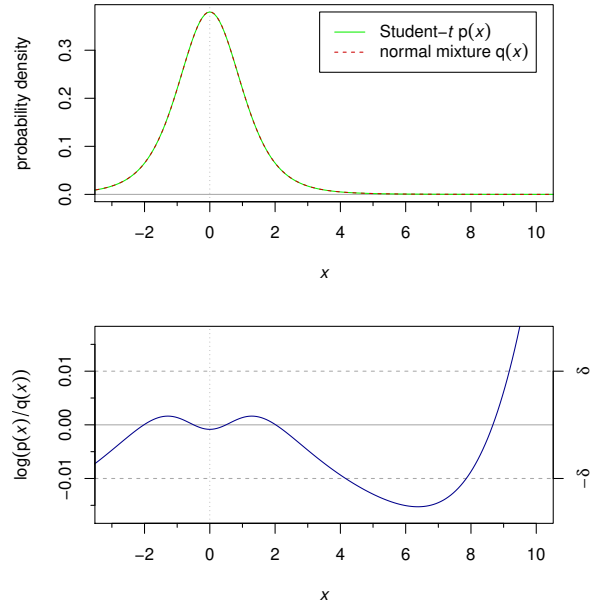 probability density
0.0
0.1
0.2
0.3
Student−t p(x)
normal mixture q(x)
−2 0 2 4 6 8 10
x
log(p(x)/q(x))
0.01
0.00
−0.01
δ
−δ
−2 0 2 4 6 8 10
x